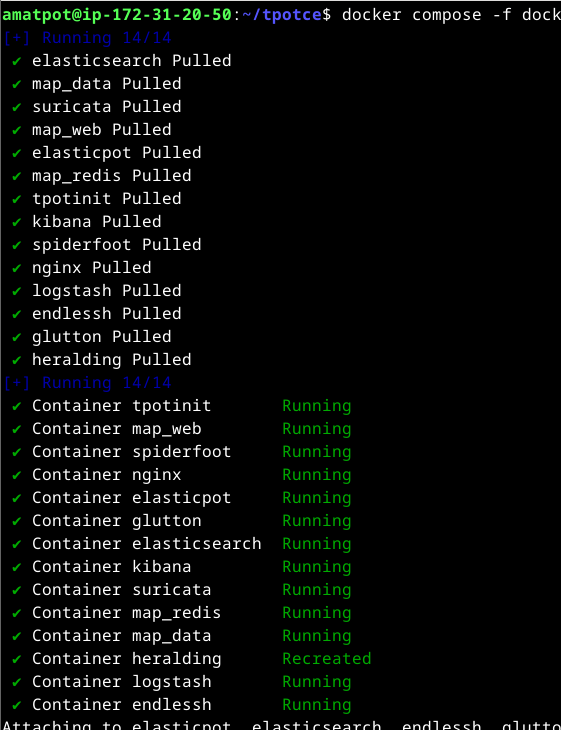 amatpot@ip-172-31-20-50:~/tpotce$ docker compose -f dock
[+] Running 14/14
✔ elasticsearch Pulled
✔ map_data Pulled
✔ suricata Pulled
✔ map_web Pulled
✔ elasticpot Pulled
✔ map_redis Pulled
✔ tpotinit Pulled
✔ kibana Pulled
✔ spiderfoot Pulled
✔ nginx Pulled
✔ logstash Pulled
✔ endlessh Pulled
✔ glutton Pulled
✔ heralding Pulled
[+] Running 14/14
✔ Container tpotinit Running
✔ Container map_web Running
✔ Container spiderfoot Running
✔ Container nginx Running
✔ Container elasticpot Running
✔ Container glutton Running
✔ Container elasticsearch Running
✔ Container kibana Running
✔ Container suricata Running
✔ Container map_redis Running
✔ Container map_data Running
✔ Container heralding Recreated
✔ Container logstash Running
✔ Container endlessh Running
Attaching to elasticpot, elasticsearch, endlessh, glutto